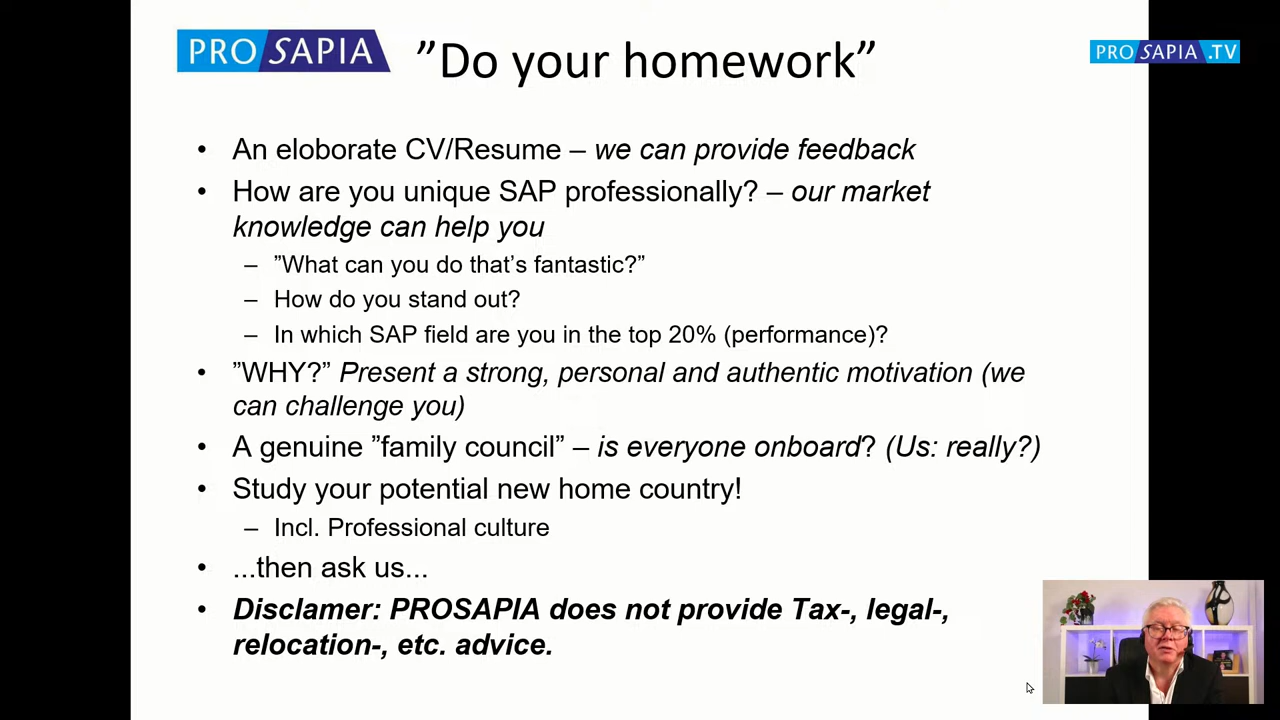 PRO SAPIA
”Do your homework”
PRO SAPIA .TV
• An eloborate CV/Resume – we can provide feedback
• How are you unique SAP professionally? – our market
knowledge can help you
– ”What can you do that’s fantastic?”
– How do you stand out?
– In which SAP field are you in the top 20% (performance)?
• ”WHY?” Present a strong, personal and authentic motivation (we
can challenge you)
• A genuine ”family council” – is everyone onboard? (Us: really?)
• Study your potential new home country!
– Incl. Professional culture
• ...then ask us...
• Disclamer: PROSAPIA does not provide Tax-, legal-,
relocation-, etc. advice.